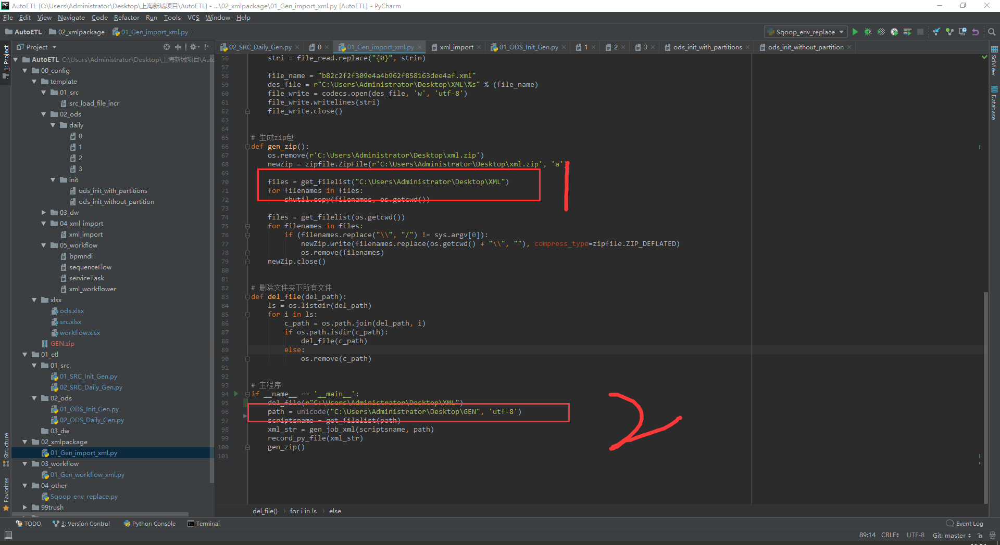 AutoETL [C:\Users\Administrator\Desktop\上海新城项目\AutoETL] - ...\02_xmlpackage\01_Gen_import_xml.py [AutoETL] - PyCharm
File Edit View Navigate Code Refactor Run Tools VCS Window Help
AutoETL 02_xmlpackage 01_Gen_import_xml.py Sqoop_env_replace
Project
02_SRC_Daily_Gen.py 0 01_Gen_import_xml.py xml_import 01_ODS_Init_Gen.py 1 2 3 ods_init_with_partitions ods_init_without_partition
1: Project
Structure
Favorites
SciView
Database
AutoETL C:\Users\Administrator\Desktop\上海新城项目\Auto
00_config
template
01_src
src_load_file_incr
02_ods
daily
0
1
2
3
init
ods_init_with_partitions
ods_init_without_partition
03_dw
04_xml_import
xml_import
05_workflow
bpmndi
sequenceFlow
serviceTask
xml_workflower
xlsx
ods.xlsx
src.xlsx
workflow.xlsx
GEN.zip
01_etl
01_src
01_SRC_Init_Gen.py
02_SRC_Daily_Gen.py
02_ods
01_ODS_Init_Gen.py
02_ODS_Daily_Gen.py
03_dw
02_xmlpackage
01_Gen_import_xml.py
03_workflow
01_Gen_workflow_xml.py
04_other
Sqoop_env_replace.py
99trush
56 stri = file_read.replace("{0}", strin)
57
58 file_name = "b82c2f2f309e4a4b962f858163dee4af.xml"
59 des_file = r"C:\Users\Administrator\Desktop\XML\%s" % (file_name)
60 file_write = codecs.open(des_file, 'w', 'utf-8')
61 file_write.writelines(stri)
62 file_write.close()
63
64
65 # 生成zip包
66 def gen_zip():
67 os.remove(r'C:\Users\Administrator\Desktop\xml.zip')
68 newZip = zipfile.ZipFile(r'C:\Users\Administrator\Desktop\xml.zip', 'a')
69
70 files = get_filelist("C:\Users\Administrator\Desktop\XML")
71 for filenames in files:
72 shutil.copy(filenames, os.getcwd())
73
74 files = get_filelist(os.getcwd())
75 for filenames in files:
76 if (filenames.replace("\\", "/") != sys.argv[0]):
77 newZip.write(filenames.replace(os.getcwd() + "\\", ""), compress_type=zipfile.ZIP_DEFLATED)
78 os.remove(filenames)
79 newZip.close()
80
81
82 # 删除文件夹下所有文件
83 def del_file(del_path):
84 ls = os.listdir(del_path)
85 for i in ls:
86 c_path = os.path.join(del_path, i)
87 if os.path.isdir(c_path):
88 del_file(c_path)
89 else:
90 os.remove(c_path)
91
92
93 # 主程序
94 if __name__ == '__main__':
95 del_file(r"C:\Users\Administrator\Desktop\XML")
96 path = unicode("C:\Users\Administrator\Desktop\GEN", 'utf-8')
97 scriptsname = get_filelist(path)
98 xml_str = gen_job_xml(scriptsname, path)
99 record_py_file(xml_str)
100 gen_zip()
101
1
2
del_file() for i in ls else
TODO 3: Version Control Python Console Terminal Event Log
89:14 CRLF UTF-8 Git: master